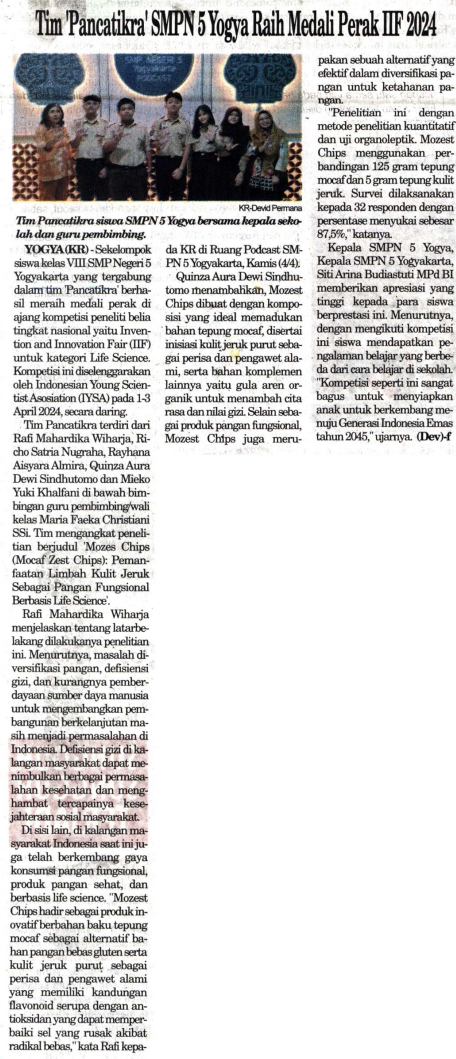 Tim 'Pancatikra' SMPN 5 Yogya Raih Medali Perak IIF 2024
SMP NEGERI 5
Yogyakarta
PODCAST
KR-Devid Permana
Tim Pancatikra siswa SMPN 5 Yogya bersama kepala seko-
lah dan guru pembimbing.
YOGYA (KR) - Sekelompok
siswa kelas VIII SMP Negeri 5
Yogyakarta yang tergabung
dalam tim 'Pancatikra' berha-
sil meraih medali perak di
ajang kompetisi peneliti belia
tingkat nasional yaitu Inven-
tion and Innovation Fair (IIF)
untuk kategori Life Science.
Kompetisi ini diselenggarakan
oleh Indonesian Young Scien-
tist Asosiation (IYSA) pada 1-3
April 2024, secara daring.
Tim Pancatikra terdiri dari
Rafi Mahardika Wiharja, Ri-
cho Satria Nugraha, Rayhana
Aisyara Almira, Quinza Aura
Dewi Sindhutomo dan Mieko
Yuki Khalfani di bawah bim-
bingan guru pembimbing/wali
kelas Maria Faeka Christiani
SSi. Tim mengangkat peneli-
tian berjudul 'Mozes Chips
(Mocaf Zest Chips): Peman-
faatan Limbah Kulit Jeruk
Sebagai Pangan Fungsional
Berbasis Life Science'.
Rafi Mahardika Wiharja
menjelaskan tentang latarbe-
lakang dilakukanya penelitian
ini. Menurutnya, masalah di-
versifikasi pangan, defisiensi
gizi, dan kurangnya pember-
dayaan sumber daya manusia
untuk mengembangkan pem-
bangunan berkelanjutan ma-
sih menjadi permasalahan di
Indonesia. Defisiensi gizi di ka-
langan masyarakat dapat me-
nimbulkan berbagai permasa-
lahan kesehatan dan meng-
hambat tercapainya kese-
jahteraan sosial masyarakat.
Di sisi lain, di kalangan ma-
syarakat Indonesia saat ini ju-
ga telah berkembang gaya
konsumsi pangan fungsional,
produk pangan sehat, dan
berbasis life science. "Mozest
Chips hadir sebagai produk in-
ovatif berbahan baku tepung
mocaf sebagai alternatif ba-
han pangan bebas gluten serta
kulit jeruk purut sebagai
perisa dan pengawet alami
yang memiliki kandungan
flavonoid serupa dengan an-
tioksidan yang dapat memper-
baiki sel yang rusak akibat
radikal bebas," kata Rafi kepa-
da KR di Ruang Podcast SM-
PN 5 Yogyakarta, Kamis (4/4).
Quinza Aura Dewi Sindhu-
tomo menambahkan, Mozest
Chips dibuat dengan kompo-
sisi yang ideal memadukan
bahan tepung mocaf, disertai
inisiasi kulit jeruk purut seba-
gai perisa dan pengawet ala-
mi, serta bahan komplemen
lainnya yaitu gula aren or-
ganik untuk menambah cita
rasa dan nilai gizi. Selain seba-
gai produk pangan fungsional,
Mozest Chips juga meru-
pakan sebuah alternatif yang
efektif dalam diversifikasi pa-
ngan untuk ketahanan pa-
ngan.
"Penelitian ini dengan
metode penelitian kuantitatif
dan uji organoleptik. Mozest
Chips menggunakan per-
bandingan 125 gram tepung
mocaf dan 5 gram tepung kulit
jeruk. Survei dilaksanakan
kepada 32 responden dengan
persentase menyukai sebesar
87,5%," katanya.
Kepala SMPN 5 Yogya,
Kepala SMPN 5 Yogyakarta,
Siti Arina Budiastuti MPd BI
memberikan apresiasi yang
tinggi kepada para siswa
berprestasi ini. Menurutnya,
dengan mengikuti kompetisi
ini siswa mendapatkan pe-
ngalaman belajar yang berbe-
da dari cara belajar di sekolah.
"Kompetisi seperti ini sangat
bagus untuk menyiapkan
anak untuk berkembang me-
nuju Generasi Indonesia Emas
tahun 2045," ujarnya. (Dev)-f